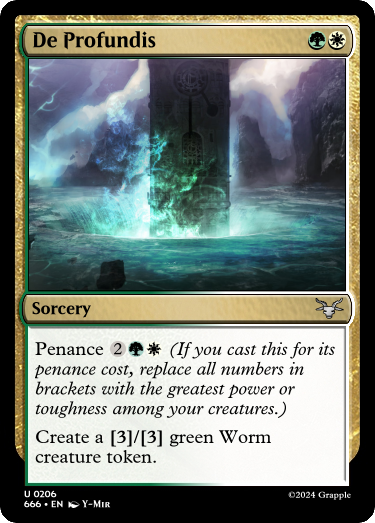 De Profundis
Sorcery
Penance 2 (If you cast this for its
penance cost, replace all numbers in
brackets with the greatest power or
toughness among your creatures.)
Create a [3]/[3] green Worm
creature token.
U 0206
666 • EN Y-Mir
©2024 Grapple